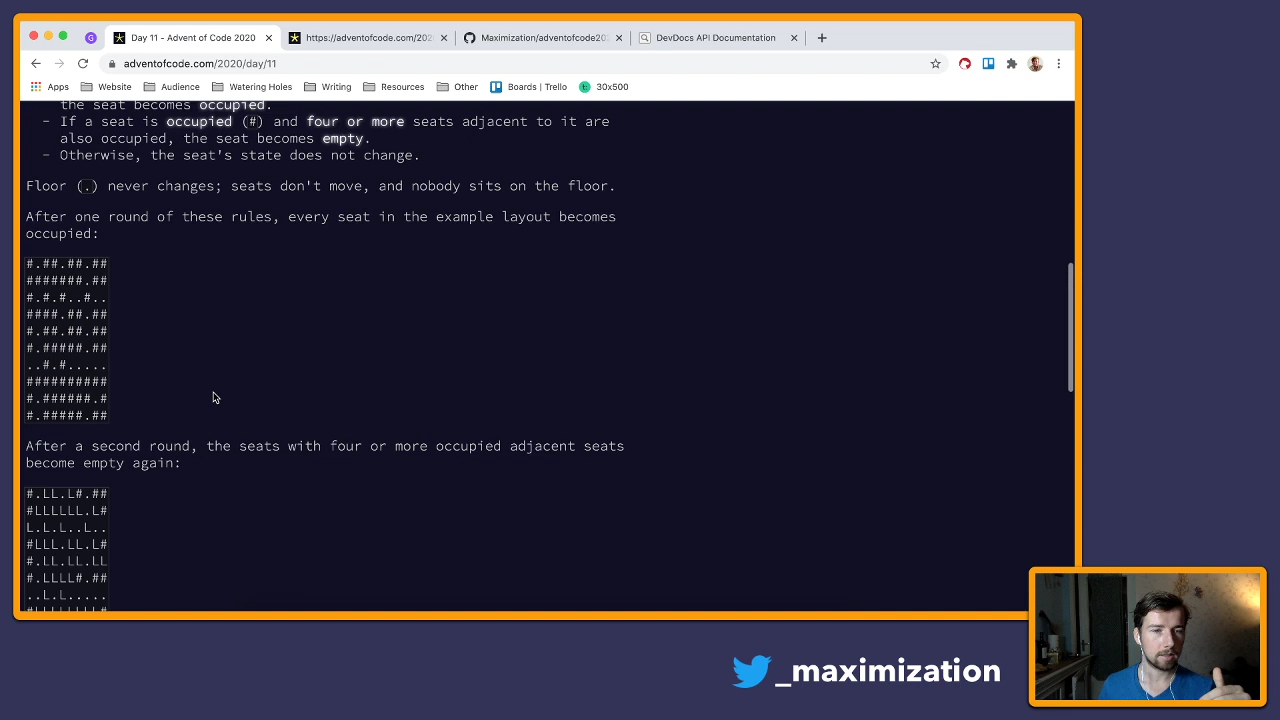 Day 11 - Advent of Code 2020
https://adventofcode.com/202
Maximization/adventofcode202
DevDocs API Documentation
adventofcode.com/2020/day/11
Apps
Website
Audience
Watering Holes
Writing
Resources
Other
Boards | Trello
30x500
the seat becomes occupied.
- If a seat is occupied (#) and four or more seats adjacent to it are
also occupied, the seat becomes empty.
- Otherwise, the seat's state does not change.
Floor (.) never changes; seats don't move, and nobody sits on the floor.
After one round of these rules, every seat in the example layout becomes
occupied:
#.##.##.##
#######.##
#.#.#..#..
####.##.##
#.##.##.##
#.#####.##
..#.#.....
##########
#.######.#
#.#####.##
After a second round, the seats with four or more occupied adjacent seats
become empty again:
#.LL.L#.##
#LLLLLL.L#
L.L.L..L..
#LLL.LL.L#
#.LL.LL.LL
#.LLLL#.##
..L.L.....
#LLLLLLLL#
_maximization